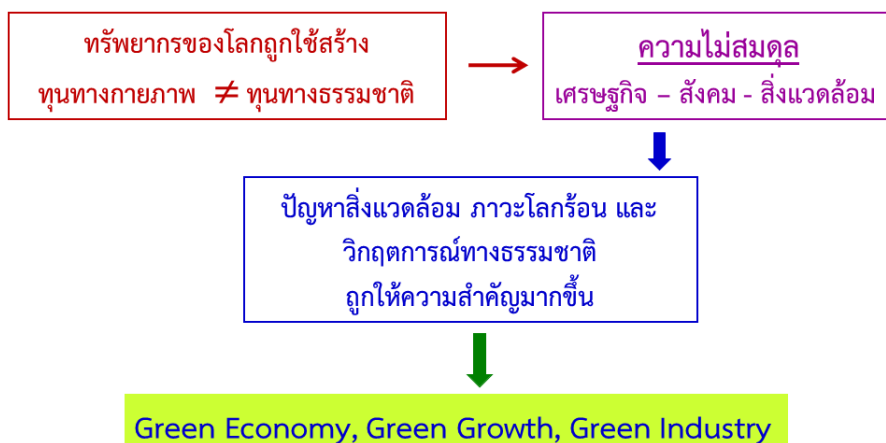 ทรัพยากรของโลกถูกใช้สร้าง
ทุนทางกายภาพ ≠ ทุนทางธรรมชาติ
ความไม่สมดุล
เศรษฐกิจ – สังคม - สิ่งแวดล้อม
ปัญหาสิ่งแวดล้อม ภาวะโลกร้อน และ
วิกฤตการณ์ทางธรรมชาติ
ถูกให้ความสำคัญมากขึ้น
Green Economy, Green Growth, Green Industry